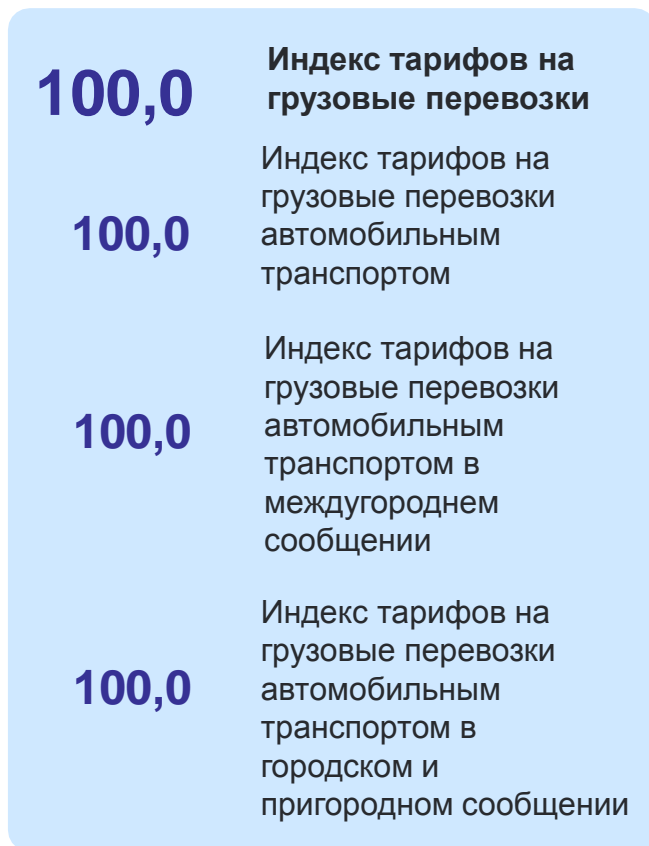 100,0
Индекс тарифов на
грузовые перевозки
100,0
Индекс тарифов на
грузовые перевозки
автомобильным
транспортом
100,0
Индекс тарифов на
грузовые перевозки
автомобильным
транспортом в
междугороднем
сообщении
100,0
Индекс тарифов на
грузовые перевозки
автомобильным
транспортом в
городском и
пригородном сообщении